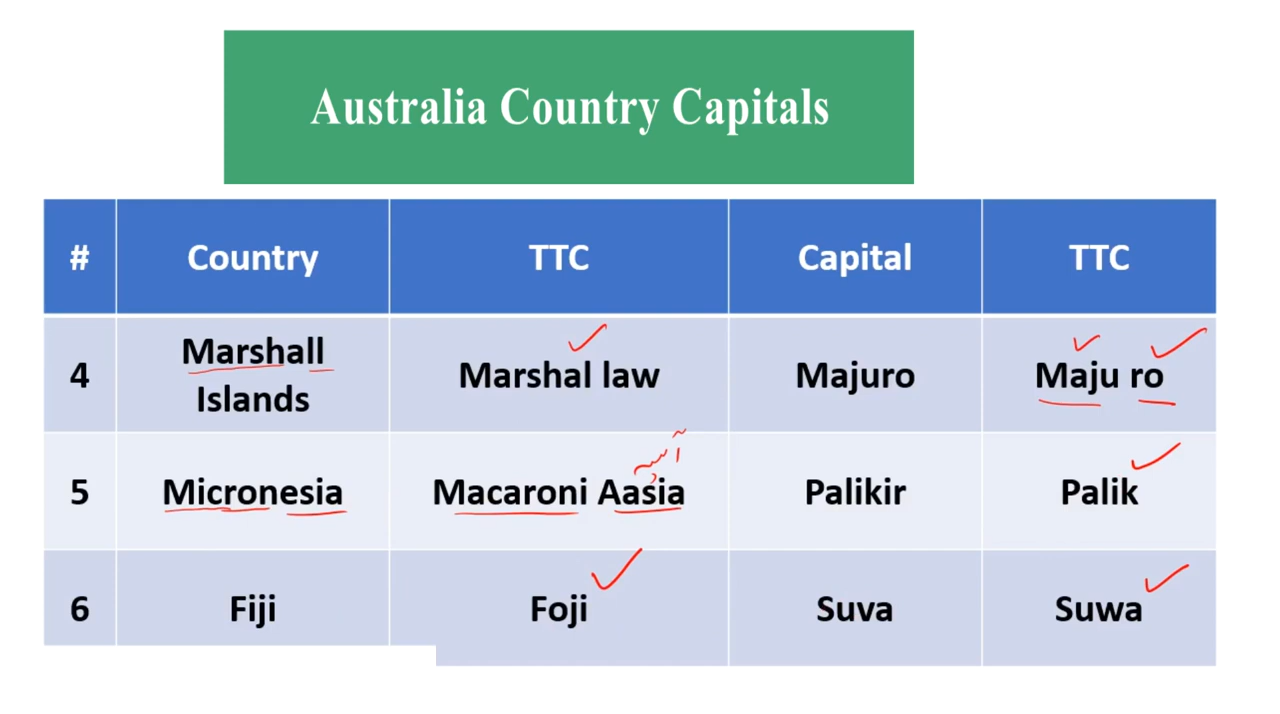 Australia Country Capitals
# Country TTC Capital TTC
4 Marshall Islands Marshal law Majuro Maju ro
5 Micronesia Macaroni Aasia Palikir Palik
6 Fiji Foji Suva Suwa